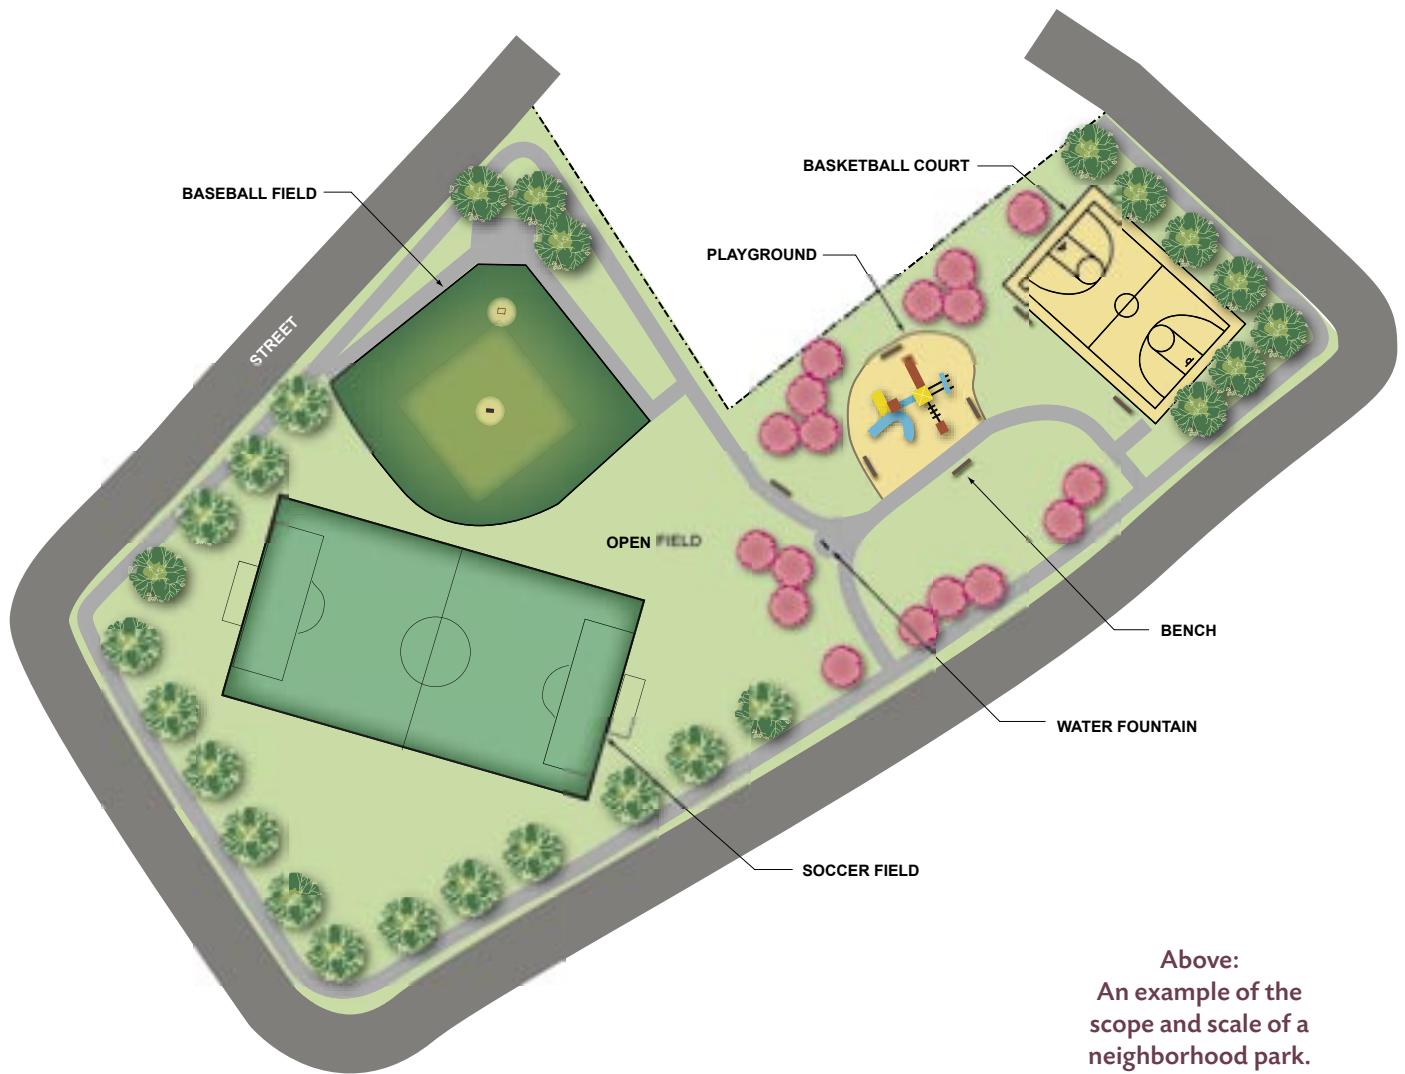 BASKETBALL COURT
BASEBALL FIELD
PLAYGROUND
STREET
OPEN FIELD
BENCH
WATER FOUNTAIN
SOCCER FIELD
Above:
An example of the
scope and scale of a
neighborhood park.